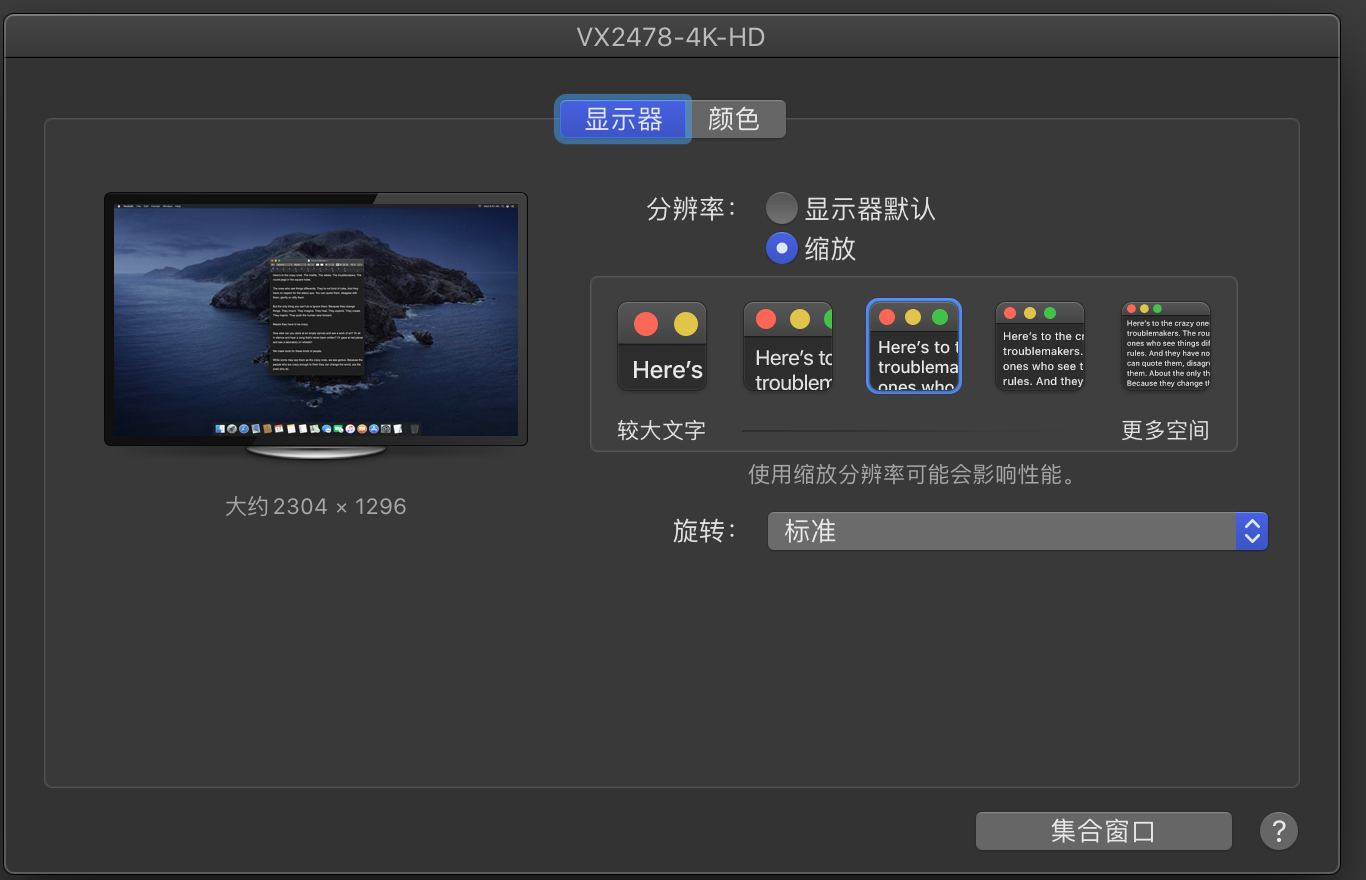 VX2478-4K-HD
显示器
颜色
分辨率：
显示器默认
缩放
Here's
Here's to
troublem
Here's to t
troublema
ones who
Here's to the cr
troublemakers.
ones who see t
rules. And they
Here's to the crazy one
troublemakers. The rou
ones who see things dif
rules. And they have no
can quote them, disagr
them. About the only th
Because they change th
较大文字
更多空间
使用缩放分辨率可能会影响性能。
大约 2304 × 1296
旋转：
标准
集合窗口
?